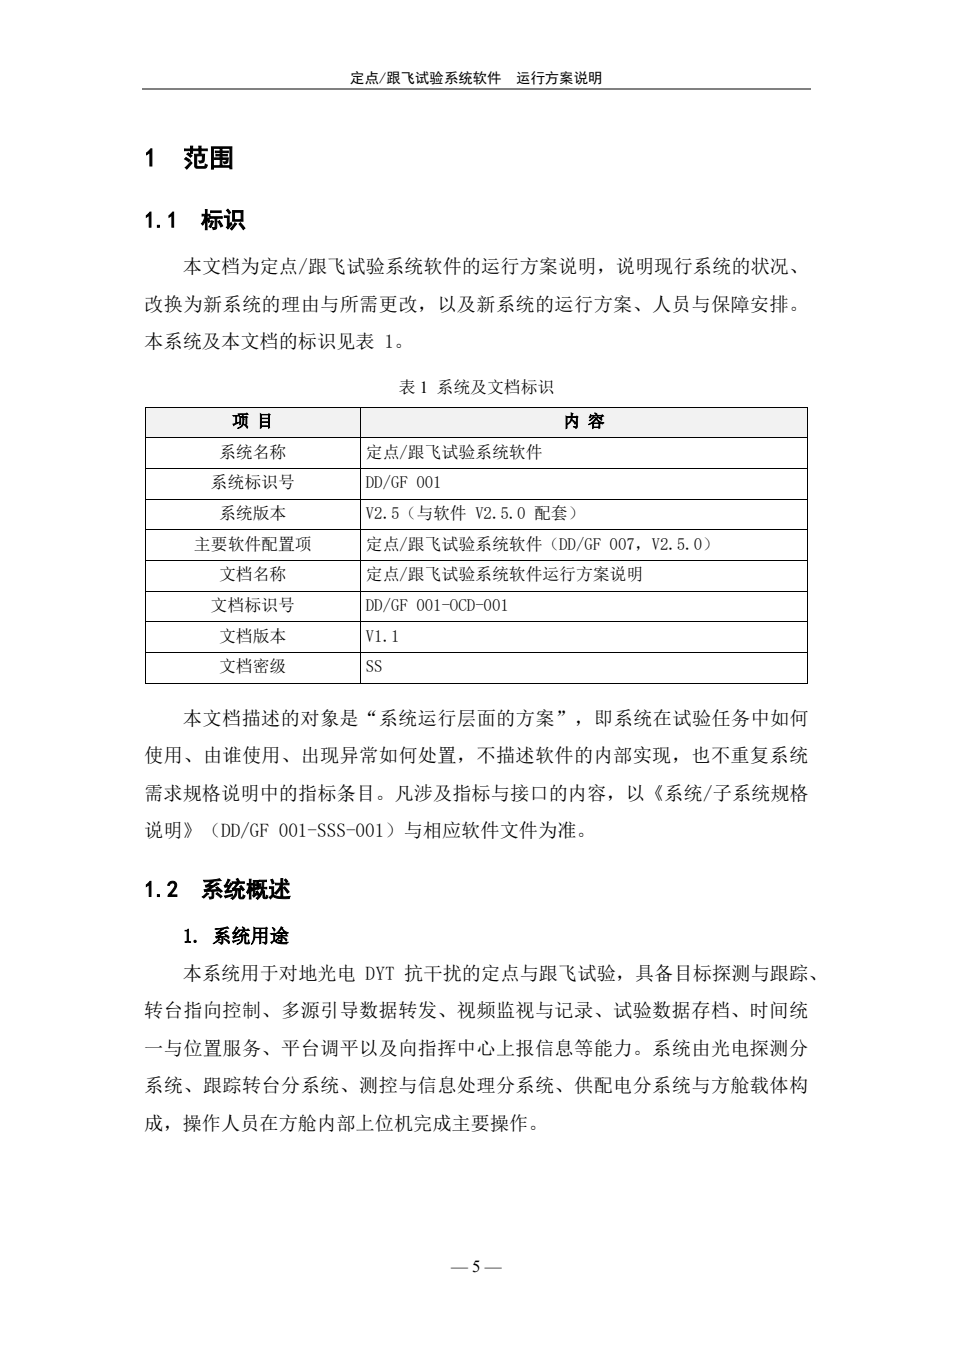 定点/跟飞试验系统软件　运行方案说明
1　范围
1.1　标识
本文档为定点/跟飞试验系统软件的运行方案说明，说明现行系统的状况、
改换为新系统的理由与所需更改，以及新系统的运行方案、人员与保障安排。
本系统及本文档的标识见表 1。
表 1 系统及文档标识
项 目　内 容
系统名称　定点/跟飞试验系统软件
系统标识号　DD/GF 001
系统版本　V2.5（与软件 V2.5.0 配套）
主要软件配置项　定点/跟飞试验系统软件（DD/GF 007，V2.5.0）
文档名称　定点/跟飞试验系统软件运行方案说明
文档标识号　DD/GF 001-OCD-001
文档版本　V1.1
文档密级　SS
本文档描述的对象是“系统运行层面的方案”，即系统在试验任务中如何
使用、由谁使用、出现异常如何处置，不描述软件的内部实现，也不重复系统
需求规格说明中的指标条目。凡涉及指标与接口的内容，以《系统/子系统规格
说明》（DD/GF 001-SSS-001）与相应软件文件为准。
1.2　系统概述
1. 系统用途
本系统用于对地光电 DYT 抗干扰的定点与跟飞试验，具备目标探测与跟踪、
转台指向控制、多源引导数据转发、视频监视与记录、试验数据存档、时间统
一与位置服务、平台调平以及向指挥中心上报信息等能力。系统由光电探测分
系统、跟踪转台分系统、测控与信息处理分系统、供配电分系统与方舱载体构
成，操作人员在方舱内部上位机完成主要操作。
— 5 —